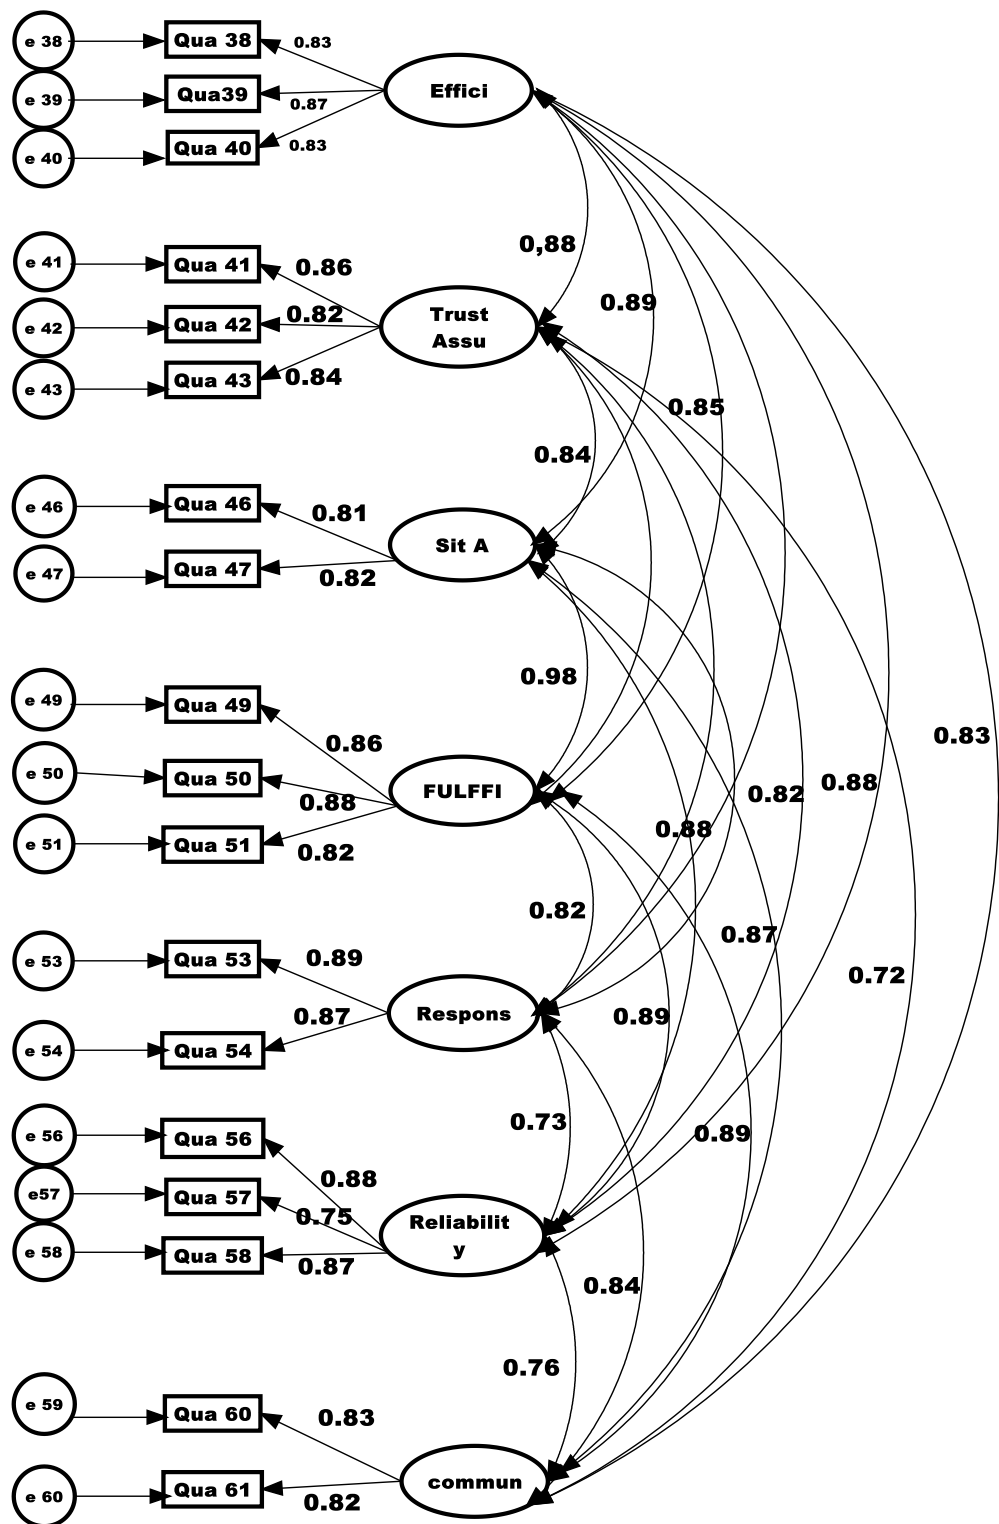 e 38
Qua 38
0.83
e 39
Qua39
0.87
Effici
e 40
Qua 40
0.83
0,88
e 41
Qua 41
0.86
0.89
e 42
Qua 42
0.82
Trust
Assu
e 43
Qua 43
0.84
0.85
0.84
e 46
Qua 46
0.81
Sit A
e 47
Qua 47
0.82
0.98
e 49
Qua 49
0.86
0.83
e 50
Qua 50
0.88
FULFFI
0.82
0.88
0.88
e 51
Qua 51
0.82
0.82
0.87
e 53
Qua 53
0.89
0.72
Respons
0.89
e 54
Qua 54
0.87
0.73
0.89
e 56
Qua 56
0.88
e57
Qua 57
0.75
Reliabilit
y
e 58
Qua 58
0.87
0.84
0.76
e 59
Qua 60
0.83
commun
e 60
Qua 61
0.82